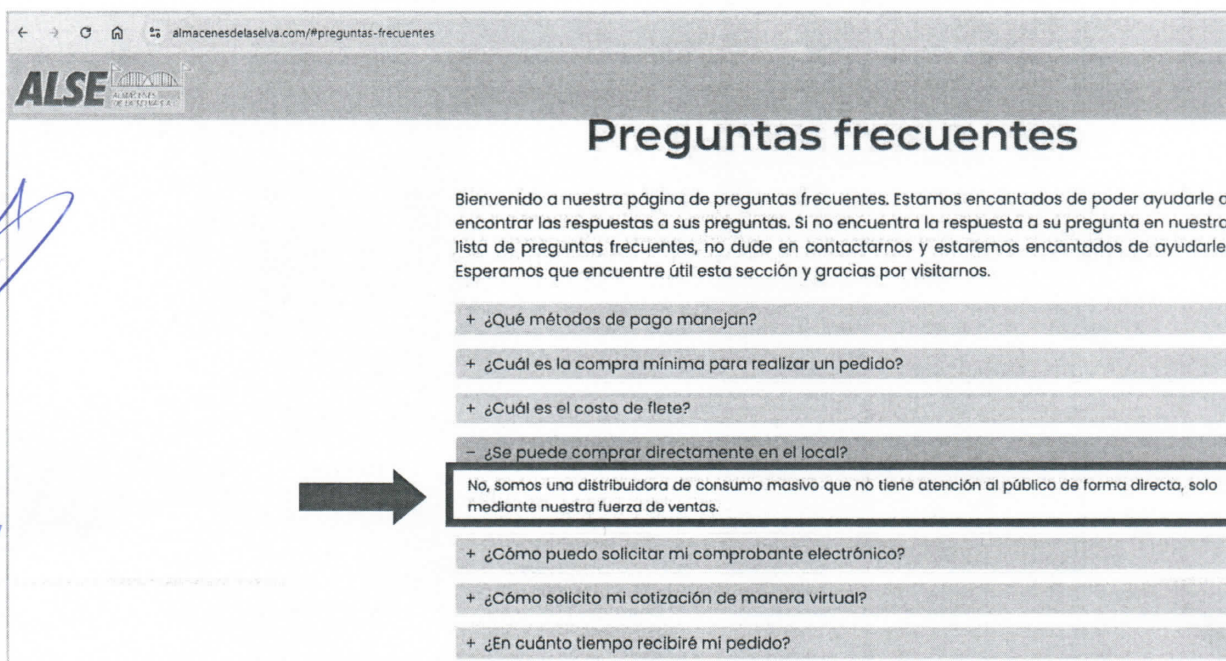 almacenesdelaselva.com/#preguntas-frecuentes
ALSE
ALMACENES
DE LA SELVA S.A.
Preguntas frecuentes
Bienvenido a nuestra página de preguntas frecuentes. Estamos encantados de poder ayudarle a
encontrar las respuestas a sus preguntas. Si no encuentra la respuesta a su pregunta en nuestra
lista de preguntas frecuentes, no dude en contactarnos y estaremos encantados de ayudarle
Esperamos que encuentre útil esta sección y gracias por visitarnos.
+ ¿Qué métodos de pago manejan?
+ ¿Cuál es la compra mínima para realizar un pedido?
+ ¿Cuál es el costo de flete?
– ¿Se puede comprar directamente en el local?
No, somos una distribuidora de consumo masivo que no tiene atención al público de forma directa, solo
mediante nuestra fuerza de ventas.
+ ¿Cómo puedo solicitar mi comprobante electrónico?
+ ¿Cómo solicito mi cotización de manera virtual?
+ ¿En cuánto tiempo recibiré mi pedido?